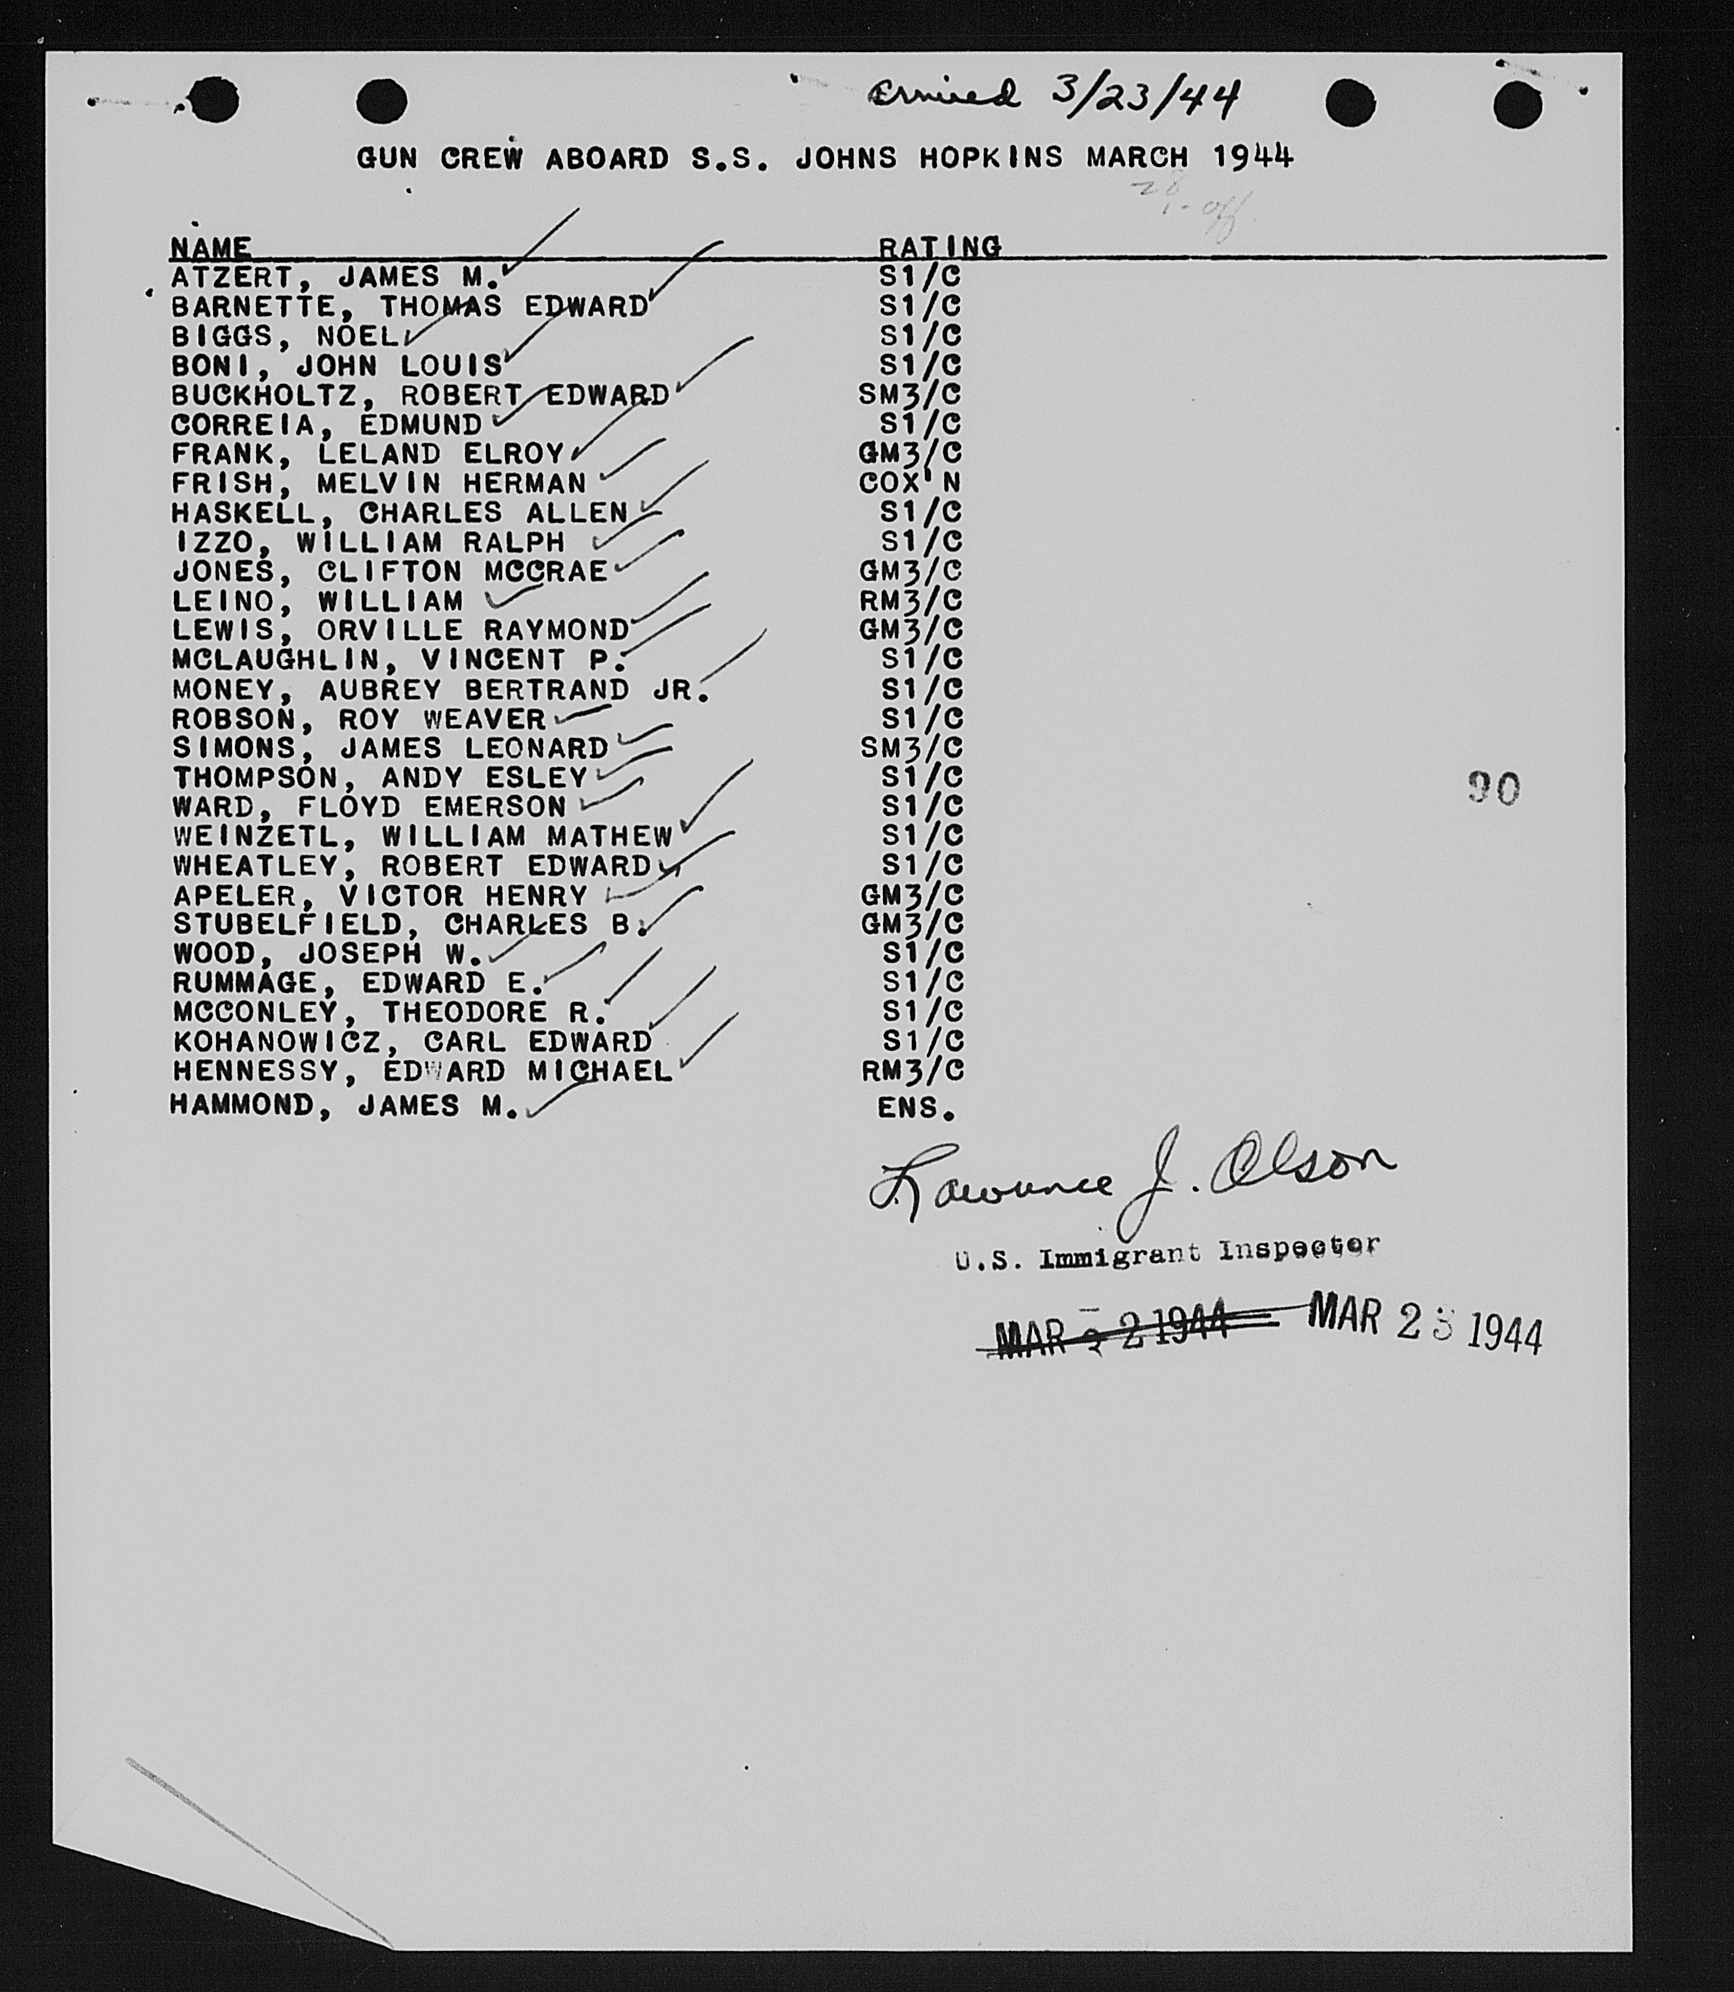 arrived 3/23/44
GUN CREW ABOARD S.S. JOHNS HOPKINS MARCH 1944
NAME RATING
ATZERT, JAMES M. S1/C
BARNETTE, THOMAS EDWARD S1/C
BIGGS, NOEL S1/C
BONI, JOHN LOUIS S1/C
BUCKHOLTZ, ROBERT EDWARD SM3/C
CORREIA, EDMUND S1/C
FRANK, LELAND ELROY GM3/C
FRISH, MELVIN HERMAN COX'N
HASKELL, CHARLES ALLEN S1/C
IZZO, WILLIAM RALPH S1/C
JONES, CLIFTON MCCRAE GM3/C
LEINO, WILLIAM RM3/C
LEWIS, ORVILLE RAYMOND GM3/C
MCLAUGHLIN, VINCENT P. S1/C
MONEY, AUBREY BERTRAND JR. S1/C
ROBSON, ROY WEAVER S1/C
SIMONS, JAMES LEONARD SM3/C
THOMPSON, ANDY ESLEY S1/C
90
WARD, FLOYD EMERSON S1/C
WEINZETL, WILLIAM MATHEW S1/C
WHEATLEY, ROBERT EDWARD S1/C
APELER, VICTOR HENRY GM3/C
STUBELFIELD, CHARLES B. GM3/C
WOOD, JOSEPH W. S1/C
RUMMAGE, EDWARD E. S1/C
MCCONLEY, THEODORE R. S1/C
KOHANOWICZ, CARL EDWARD S1/C
HENNESSY, EDWARD MICHAEL RM3/C
HAMMOND, JAMES M. ENS.
Lawrence J. Olson
U.S. Immigrant Inspector
MAR 2 1944 MAR 23 1944